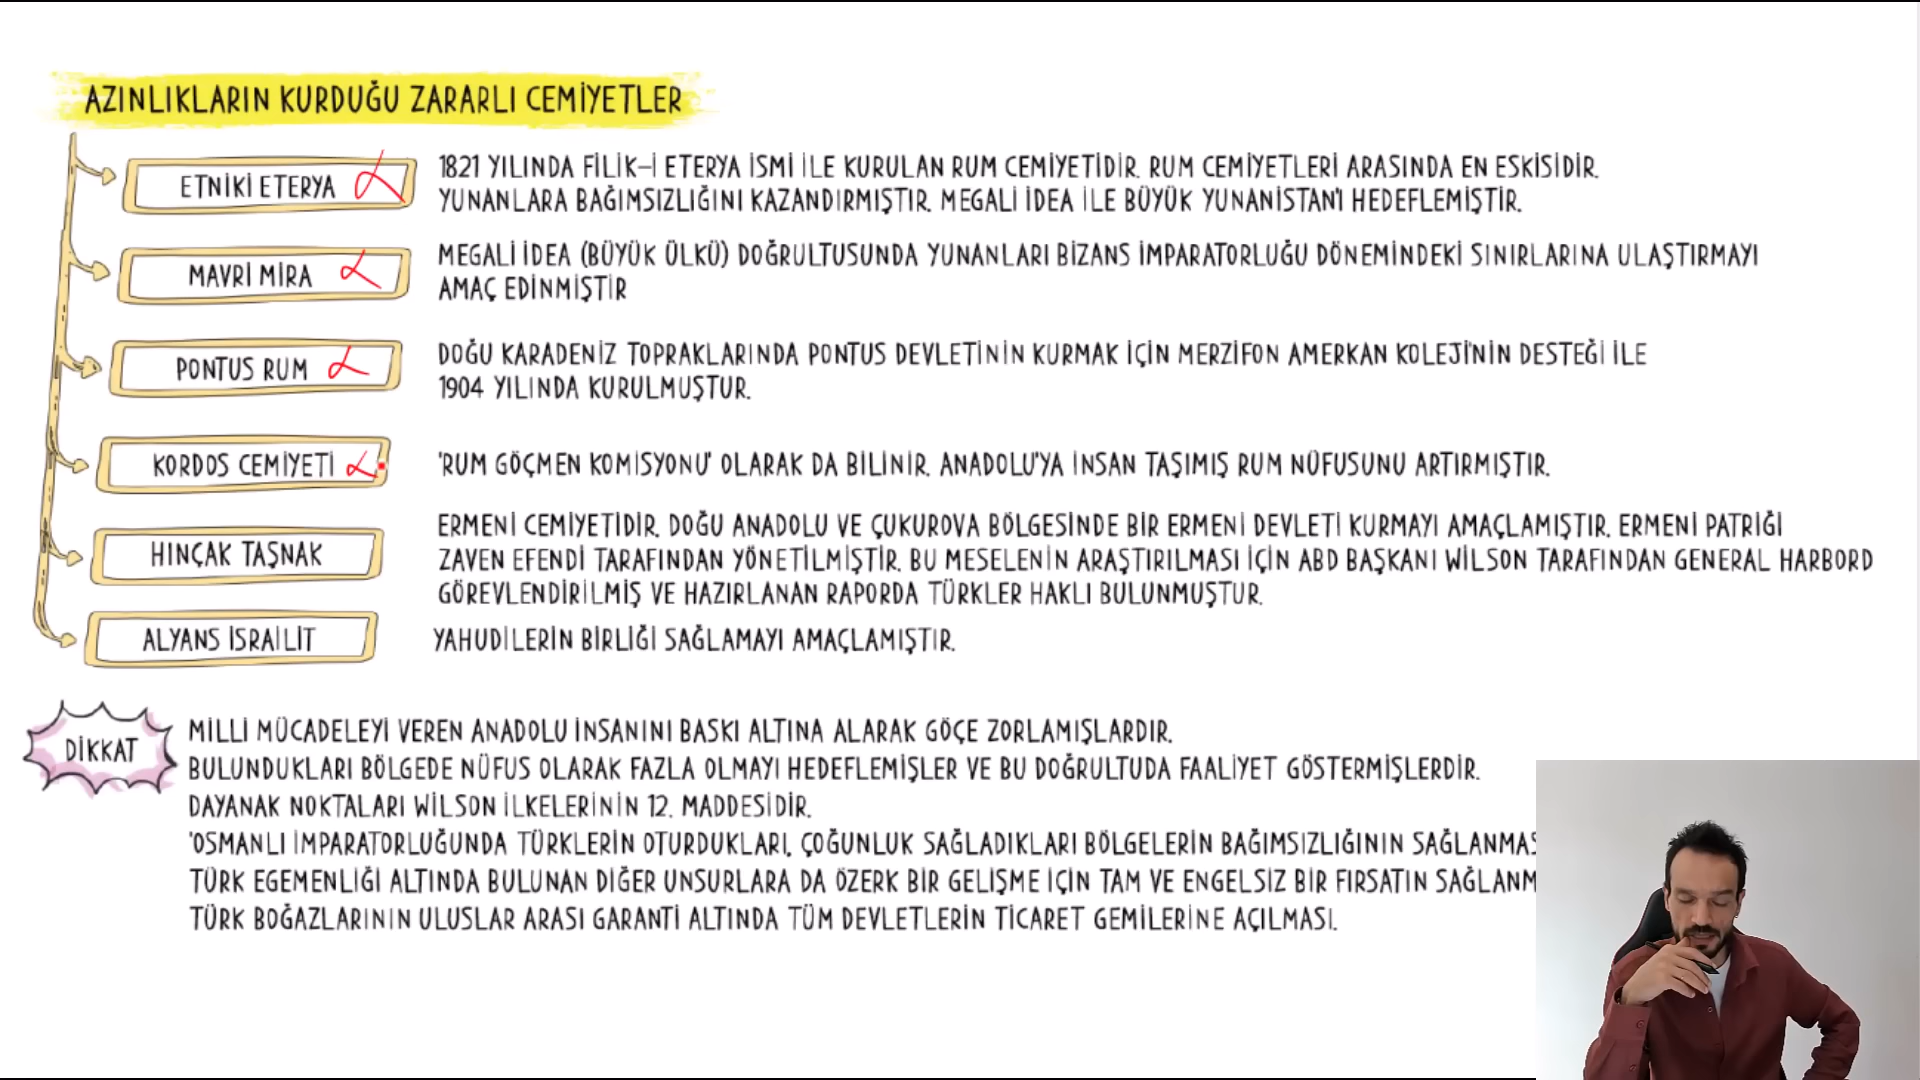 AZINLIKLARIN KURDUĞU ZARARLI CEMİYETLER
ETNİKİ ETERYA
1821 YILINDA FİLİK-İ ETERYA İSMİ İLE KURULAN RUM CEMİYETİDİR. RUM CEMİYETLERİ ARASINDA EN ESKİSİDİR.
YUNANLARA BAĞIMSIZLIĞINI KAZANDIRMIŞTIR. MEGALİ İDEA İLE BÜYÜK YUNANİSTAN'I HEDEFLEMİŞTİR.
MAVRİ MİRA
MEGALİ İDEA (BÜYÜK ÜLKÜ) DOĞRULTUSUNDA YUNANLARI BİZANS İMPARATORLUĞU DÖNEMİNDEKİ SINIRLARINA ULAŞTIRMAYI
AMAÇ EDİNMİŞTİR
PONTUS RUM
DOĞU KARADENİZ TOPRAKLARINDA PONTUS DEVLETİNİN KURMAK İÇİN MERZİFON AMERKAN KOLEJİ'NİN DESTEĞİ İLE
1904 YILINDA KURULMUŞTUR.
KORDOS CEMİYETİ
'RUM GÖÇMEN KOMİSYONU' OLARAK DA BİLİNİR. ANADOLU'YA İNSAN TAŞIMIŞ RUM NÜFUSUNU ARTIRMIŞTIR.
HINÇAK TAŞNAK
ERMENİ CEMİYETİDİR. DOĞU ANADOLU VE ÇUKUROVA BÖLGESİNDE BİR ERMENİ DEVLETİ KURMAYI AMAÇLAMIŞTIR. ERMENİ PATRİĞİ
ZAVEN EFENDİ TARAFINDAN YÖNETİLMİŞTİR. BU MESELENİN ARAŞTIRILMASI İÇİN ABD BAŞKANI WİLSON TARAFINDAN GENERAL HARBORD
GÖREVLENDİRİLMİŞ VE HAZIRLANAN RAPORDA TÜRKLER HAKLI BULUNMUŞTUR.
ALYANS İSRAİLİT
YAHUDİLERİN BİRLİĞİ SAĞLAMAYI AMAÇLAMIŞTIR.
DİKKAT
MİLLİ MÜCADELEYİ VEREN ANADOLU İNSANINI BASKI ALTINA ALARAK GÖÇE ZORLAMIŞLARDIR.
BULUNDUKLARI BÖLGEDE NÜFUS OLARAK FAZLA OLMAYI HEDEFLEMİŞLER VE BU DOĞRULTUDA FAALİYET GÖSTERMİŞLERDİR.
DAYANAK NOKTALARI WİLSON İLKELERİNİN 12. MADDESİDİR.
'OSMANLI İMPARATORLUĞUNDA TÜRKLERİN OTURDUKLARI, ÇOĞUNLUK SAĞLADIKLARI BÖLGELERİN BAĞIMSIZLIĞININ
TÜRK EGEMENLİĞİ ALTINDA BULUNAN DİĞER UNSURLARA DA ÖZERK BİR GELİŞME İÇİN TAM VE ENGELSİZ BİR FIRSATIN
TÜRK BOĞAZLARININ ULUSLAR ARASI GARANTİ ALTINDA TÜM DEVLETLERİN TİCARET GEMİLERİNE AÇILMASI.